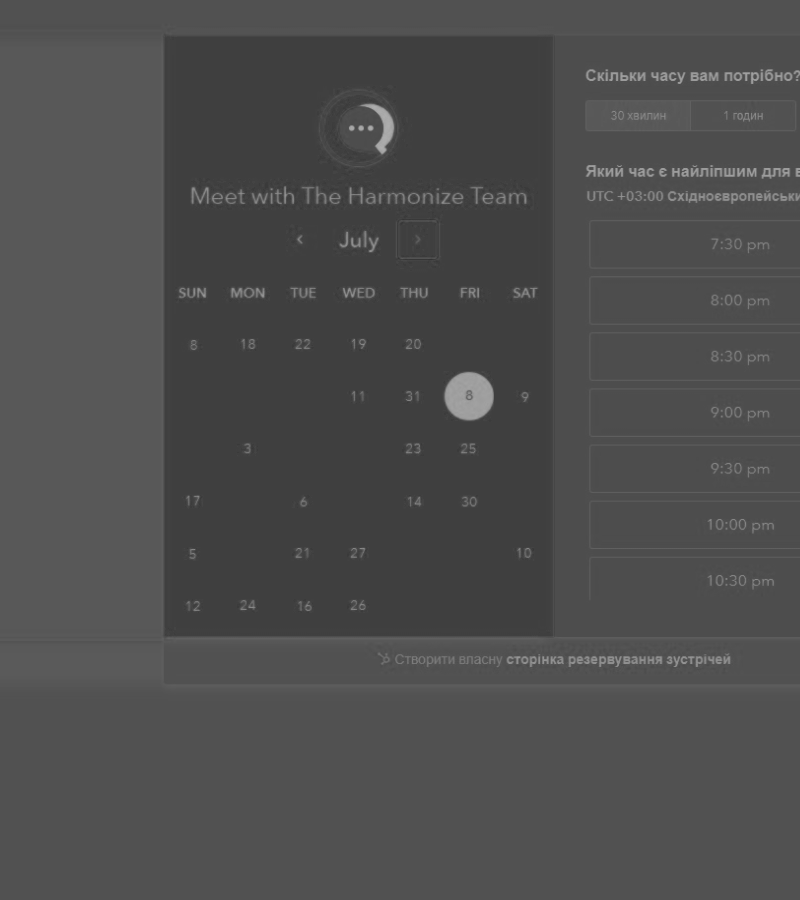 Meet with The Harmonize Team
‹ July ›
SUN MON TUE WED THU FRI SAT
8 18 22 19 20
11 31 8 9
3 23 25
17 6 14 30
5 21 27 10
12 24 16 26
Скільки часу вам потрібно?
30 хвилин 1 годин
Який час є найліпшим для
UTC +03:00
7:30 pm
8:00 pm
8:30 pm
9:00 pm
9:30 pm
10:00 pm
10:30 pm
Створити власну сторінка резервування зустрічей